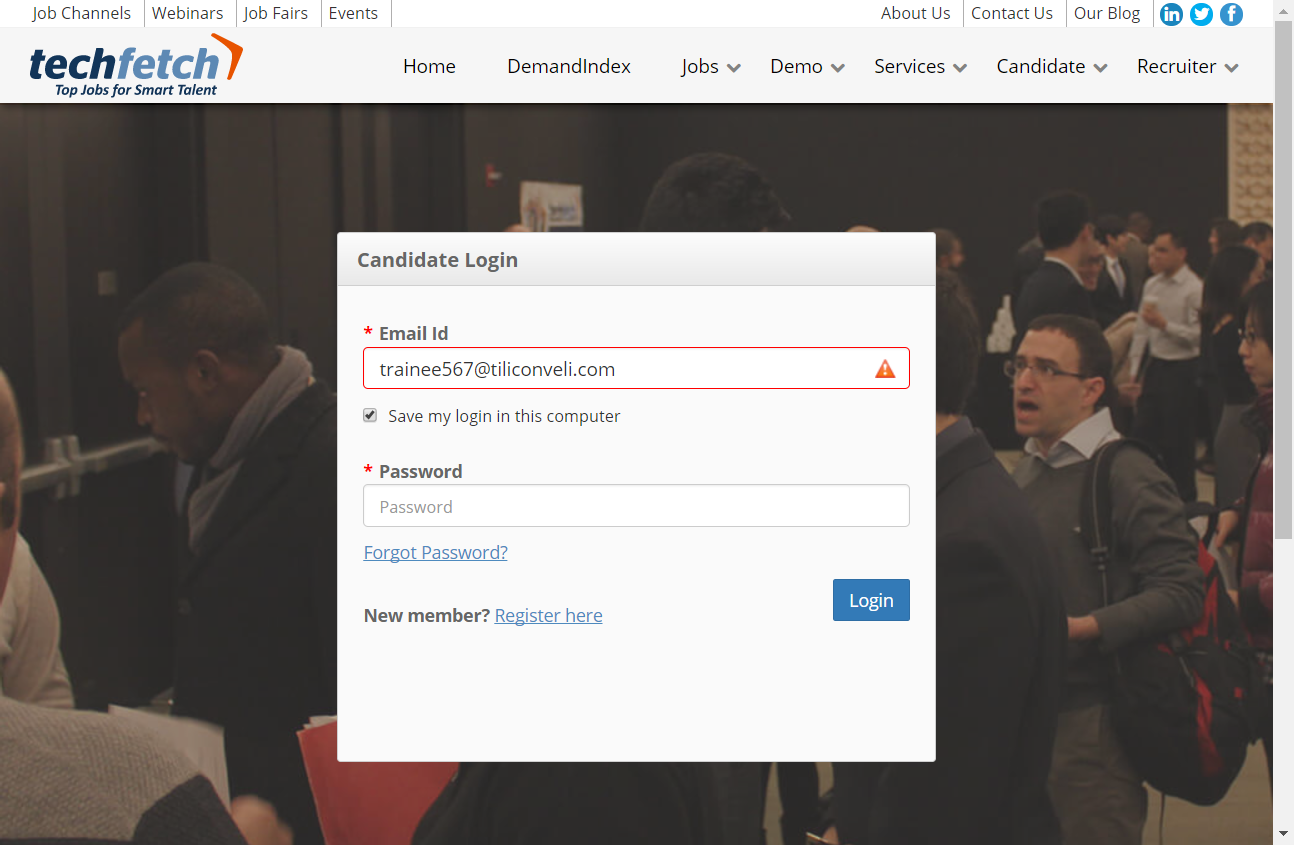 Job Channels Webinars Job Fairs Events About Us Contact Us Our Blog in f
techfetch
Top Jobs for Smart Talent
Home DemandIndex Jobs Demo Services Candidate Recruiter
Candidate Login
* Email Id
trainee567@tiliconveli.com
Save my login in this computer
* Password
Password
Forgot Password?
Login
New member? Register here